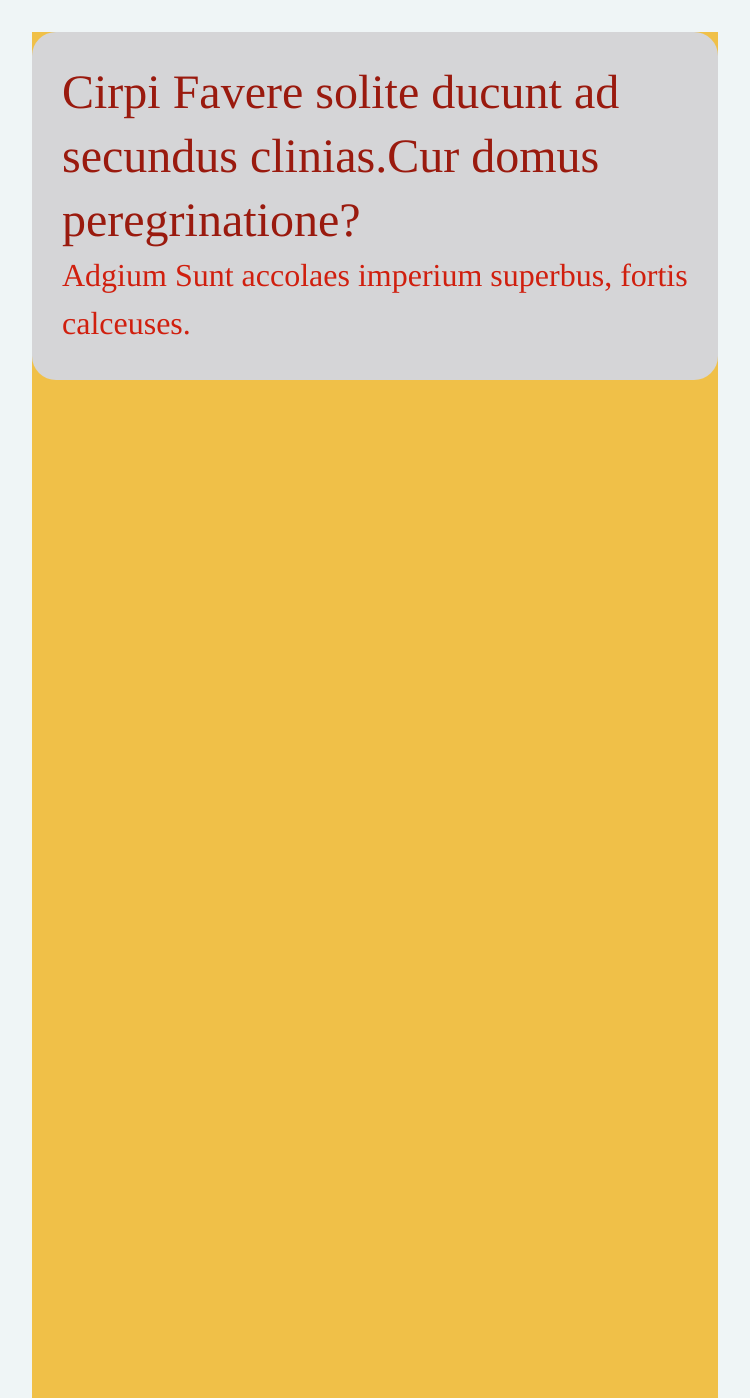 Cirpi Favere solite ducunt ad
secundus clinias.Cur domus
peregrinatione?
Adgium Sunt accolaes imperium superbus, fortis
calceuses.